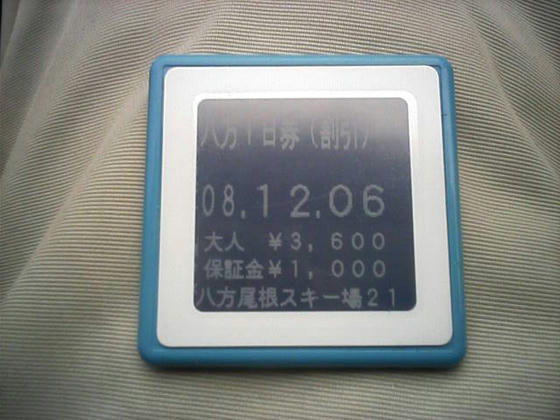 八方1日券(割引)
08.12.06
大人 ¥3,600
保証金¥1,000
八方尾根スキー場21